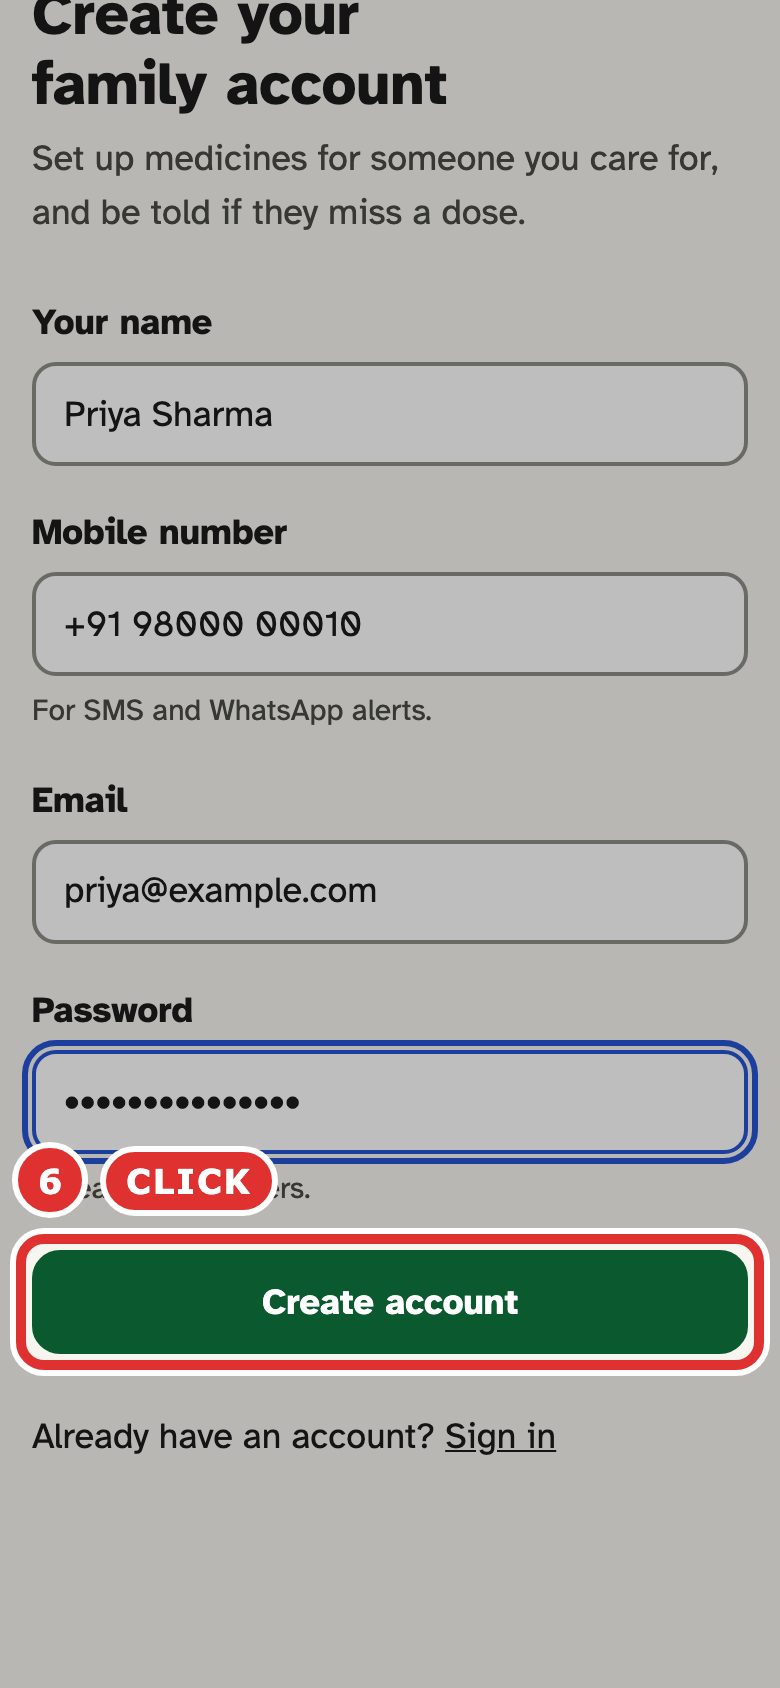 Create your
family account
Set up medicines for someone you care for,
and be told if they miss a dose.
Your name
Priya Sharma
Mobile number
+91 98000 00010
For SMS and WhatsApp alerts.
Email
priya@example.com
Password
•••••••••••••••
6 CLICK
Create account
Already have an account? Sign in